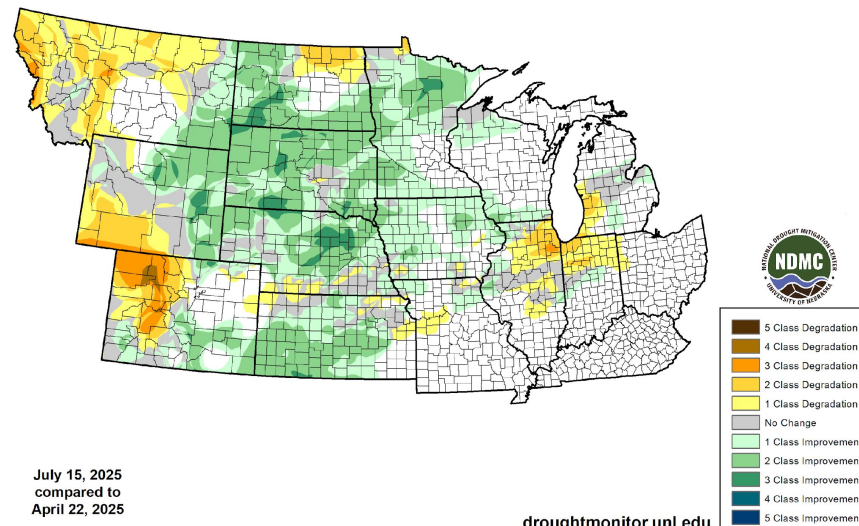 NATIONAL DROUGHT MITIGATION CENTER
NDMC
UNIVERSITY OF NEBRASKA
5 Class Degradation
4 Class Degradation
3 Class Degradation
2 Class Degradation
1 Class Degradation
No Change
1 Class Improvemen
2 Class Improvemen
3 Class Improvemen
4 Class Improvemen
5 Class Improvemen
July 15, 2025
compared to
April 22, 2025
droughtmonitor.unl.edu